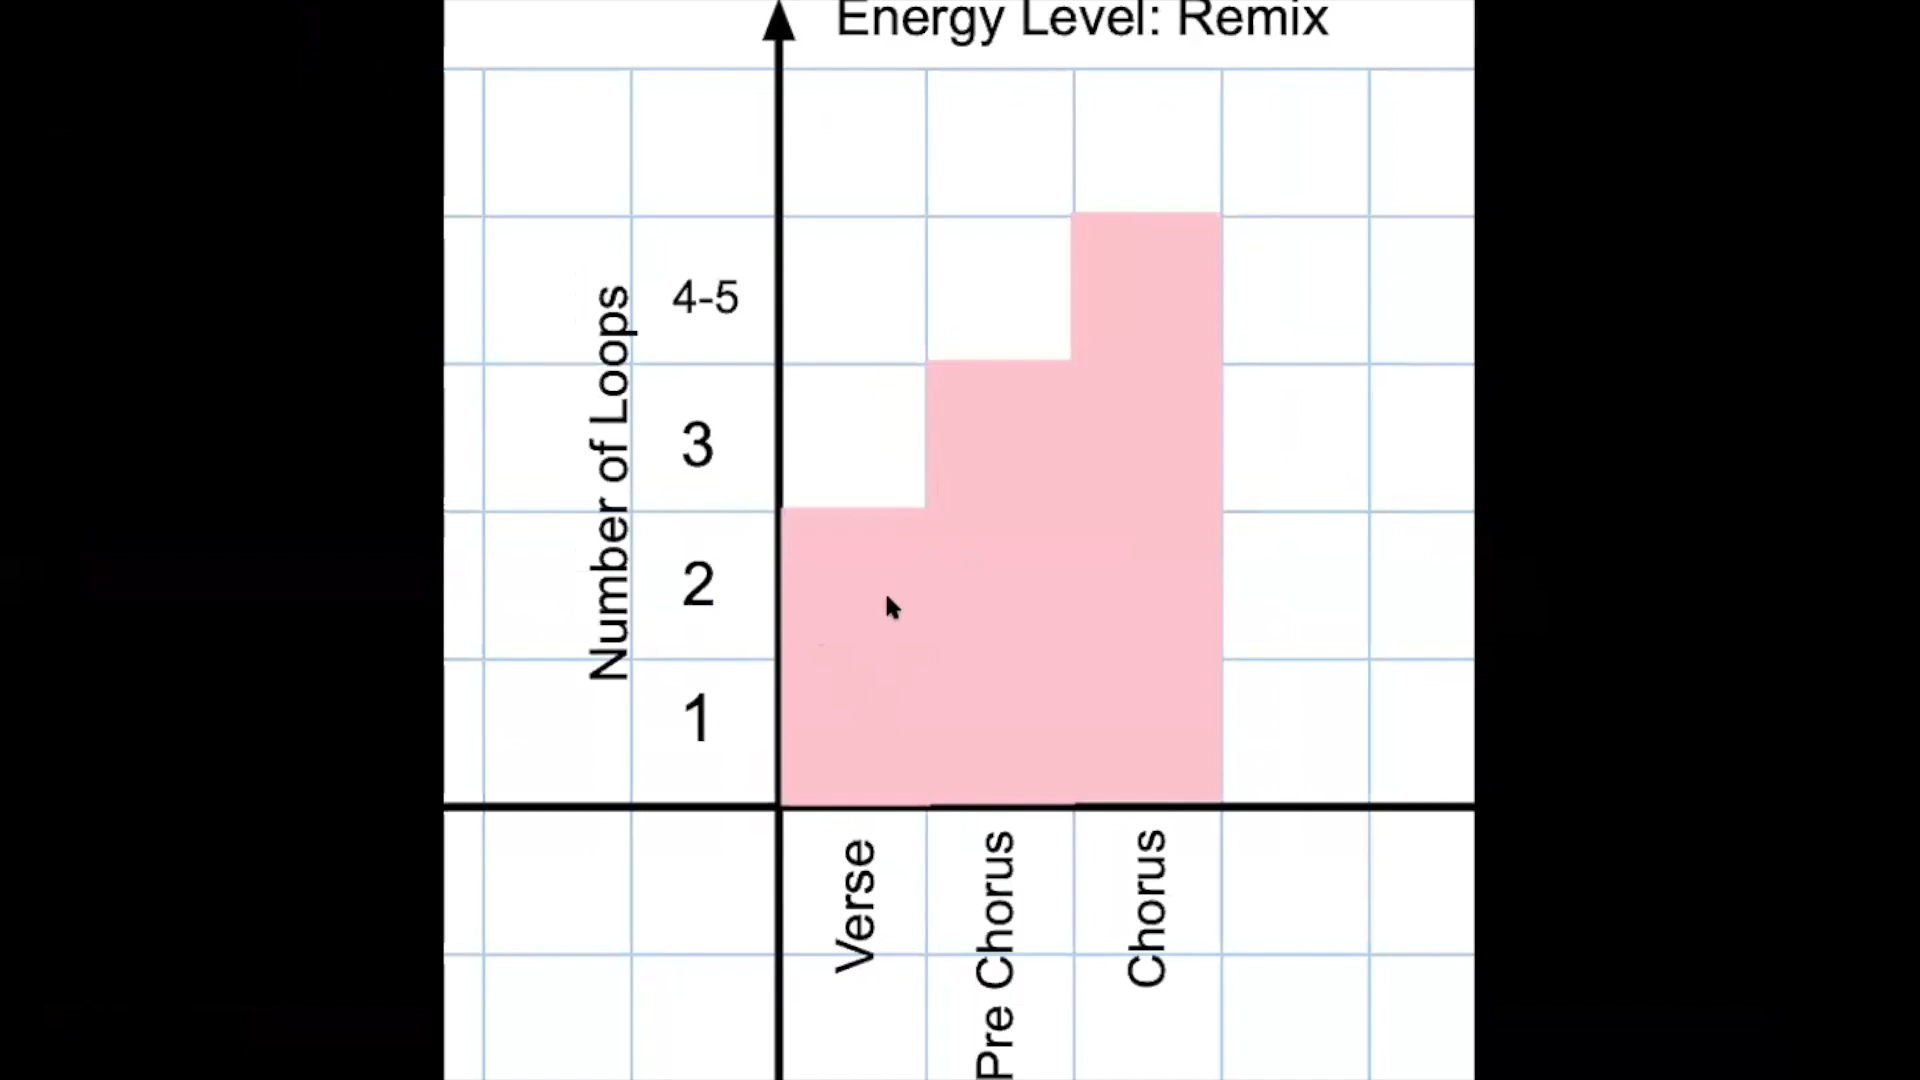 Energy Level: Remix
Number of Loops
4-5
3
2
1
Verse
Pre Chorus
Chorus